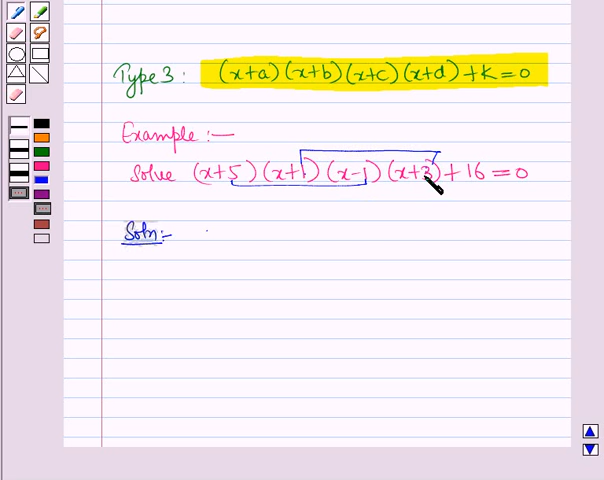 Type 3: (x+a)(x+b)(x+c)(x+d)+k=0
Example:-
Solve (x+5)(x+1)(x-1)(x+3)+16=0
Soln:-